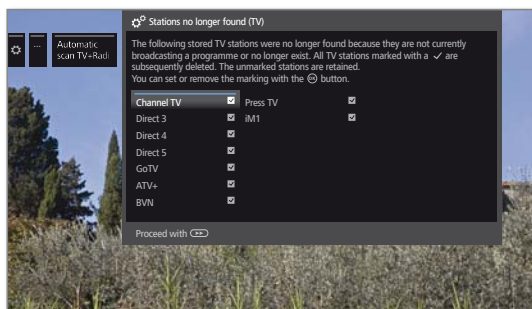 Stations no longer found (TV)
...
Automatic
scan TV+Radi
The following stored TV stations were no longer found because they are not currently
broadcasting a programme or no longer exist. All TV stations marked with a ✓ are
subsequently deleted. The unmarked stations are retained.
You can set or remove the marking with the OK button.
Channel TV
Press TV
Direct 3
iM1
Direct 4
Direct 5
GoTV
ATV+
BVN
Proceed with